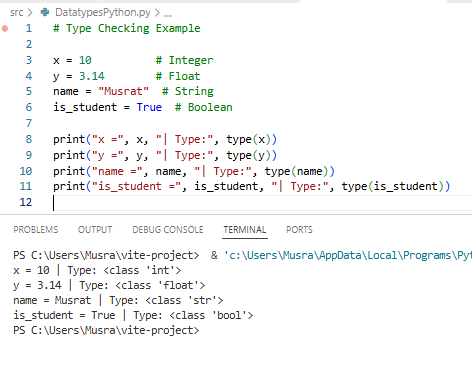 src > DatatypesPython.py > ...
1 # Type Checking Example
2
3 x = 10 # Integer
4 y = 3.14 # Float
5 name = "Musrat" # String
6 is_student = True # Boolean
7
8 print("x =", x, "| Type:", type(x))
9 print("y =", y, "| Type:", type(y))
10 print("name =", name, "| Type:", type(name))
11 print("is_student =", is_student, "| Type:", type(is_student))
12
PROBLEMS OUTPUT DEBUG CONSOLE TERMINAL PORTS
PS C:\Users\Musra\vite-project> & 'c:\Users\Musra\AppData\Local\Programs\Pyt
x = 10 | Type: <class 'int'>
y = 3.14 | Type: <class 'float'>
name = Musrat | Type: <class 'str'>
is_student = True | Type: <class 'bool'>
PS C:\Users\Musra\vite-project>